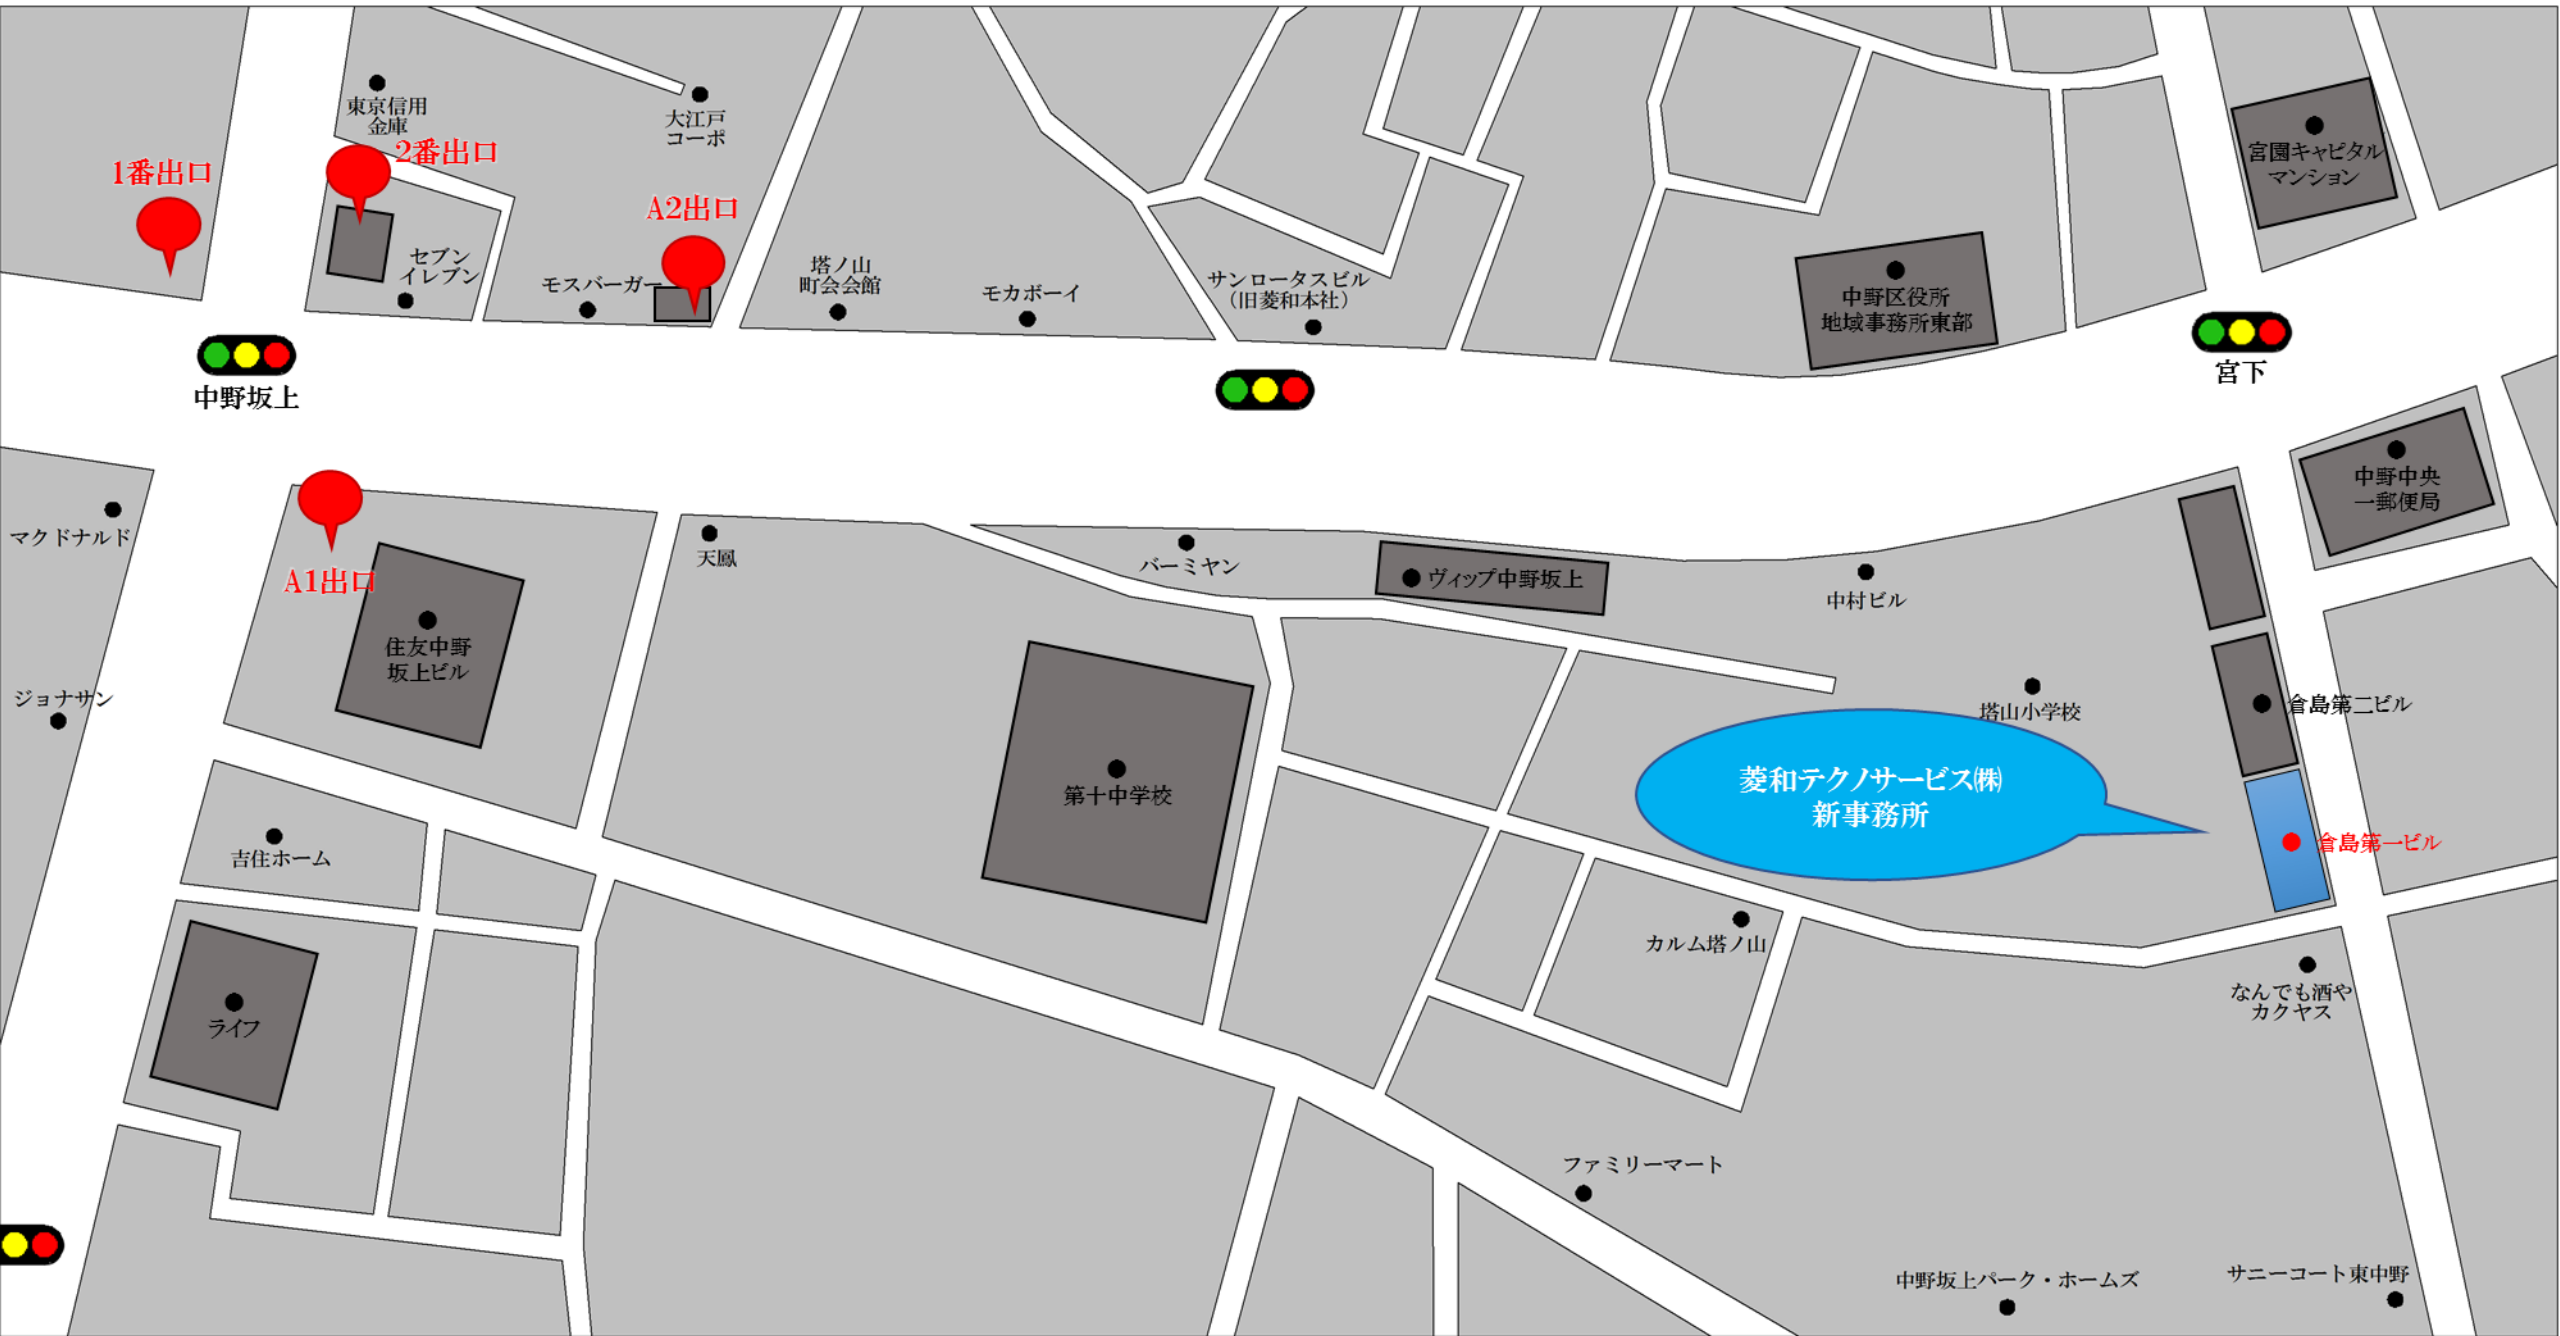 東京信用
金庫
大江戸
コーポ
1番出口
2番出口
A2出口
セブン
イレブン
モスバーガー
塔ノ山
町会会館
モカボーイ
サンロータスビル
（旧菱和本社）
中野区役所
地域事務所東部
宮園キャピタル
マンション
中野坂上
宮下
マクドナルド
A1出口
住友中野
坂上ビル
天鳳
バーミヤン
ヴィップ中野坂上
中村ビル
中野中央
一郵便局
ジョナサン
第十中学校
塔山小学校
倉島第二ビル
菱和テクノサービス㈱
新事務所
倉島第一ビル
吉住ホーム
カルム塔ノ山
ライフ
なんでも酒や
カクヤス
ファミリーマート
中野坂上パーク・ホームズ
サニーコート東中野